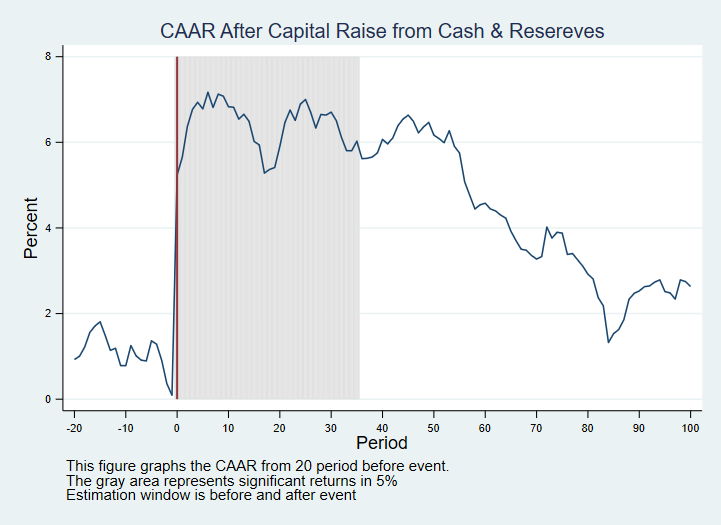 CAAR After Capital Raise from Cash & Resereves
Percent
8
6
4
2
0
-20 -10 0 10 20 30 40 50 60 70 80 90 100
Period
This figure graphs the CAAR from 20 period before event.
The gray area represents significant returns in 5%
Estimation window is before and after event